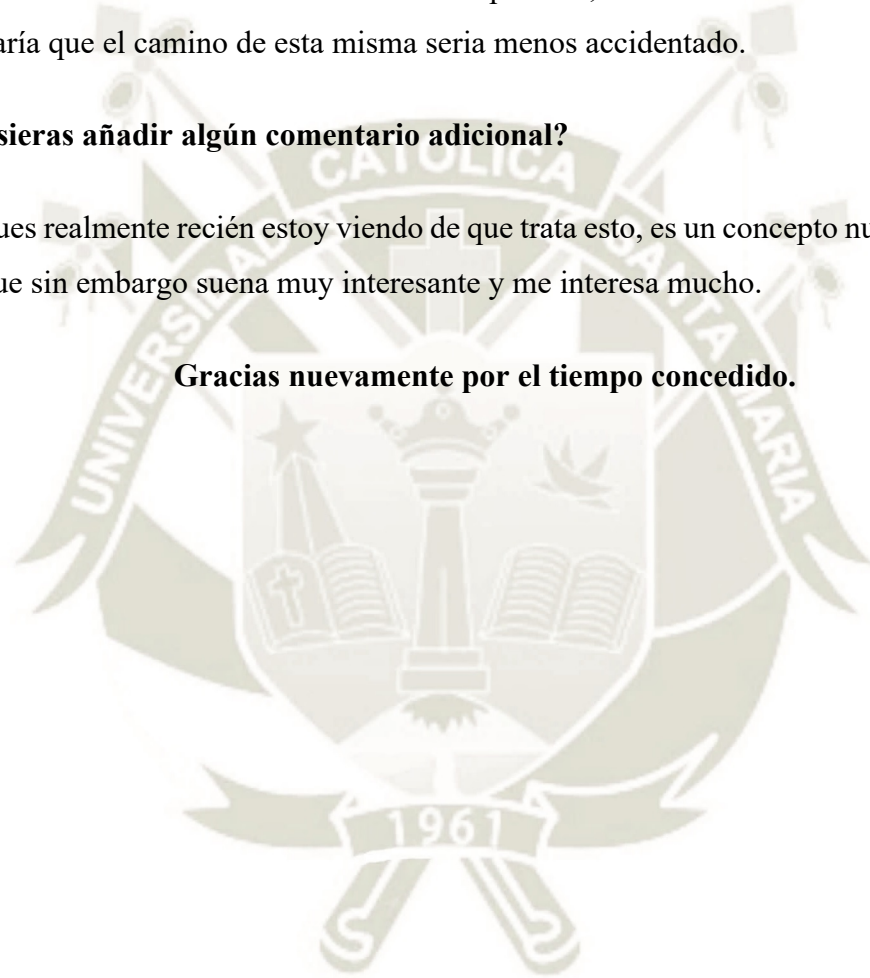 aría que el camino de esta misma seria menos accidentado.
sieras añadir algún comentario adicional?
ues realmente recién estoy viendo de que trata esto, es un concepto nu
ue sin embargo suena muy interesante y me interesa mucho.
Gracias nuevamente por el tiempo concedido.
UNIVERSIDAD CATOLICA SANTA MARIA
1961